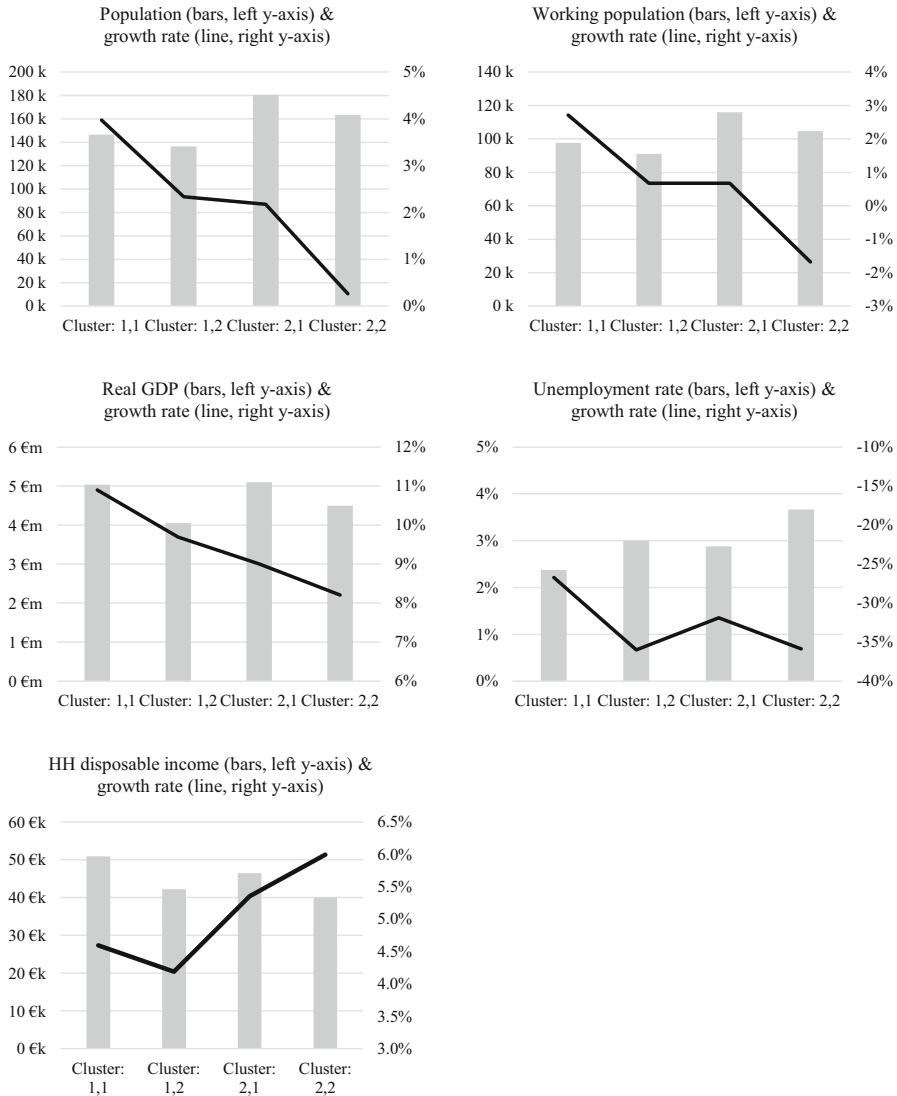 Population (bars, left y-axis) &
growth rate (line, right y-axis)
200 k
180 k
160 k
140 k
120 k
100 k
80 k
60 k
40 k
20 k
0 k
5%
4%
3%
2%
1%
0%
Cluster: 1,1 Cluster: 1,2 Cluster: 2,1 Cluster: 2,2
Working population (bars, left y-axis) &
growth rate (line, right y-axis)
140 k
120 k
100 k
80 k
60 k
40 k
20 k
0 k
4%
3%
2%
1%
0%
-1%
-2%
-3%
Cluster: 1,1 Cluster: 1,2 Cluster: 2,1 Cluster: 2,2
Real GDP (bars, left y-axis) &
growth rate (line, right y-axis)
6 €m
5 €m
4 €m
3 €m
2 €m
1 €m
0 €m
12%
11%
10%
9%
8%
7%
6%
Cluster: 1,1 Cluster: 1,2 Cluster: 2,1 Cluster: 2,2
Unemployment rate (bars, left y-axis) &
growth rate (line, right y-axis)
5%
4%
3%
2%
1%
0%
-10%
-15%
-20%
-25%
-30%
-35%
-40%
Cluster: 1,1 Cluster: 1,2 Cluster: 2,1 Cluster: 2,2
HH disposable income (bars, left y-axis) &
growth rate (line, right y-axis)
60 €k
50 €k
40 €k
30 €k
20 €k
10 €k
0 €k
6.5%
6.0%
5.5%
5.0%
4.5%
4.0%
3.5%
3.0%
Cluster: Cluster: Cluster: Cluster:
1,1 1,2 2,1 2,2